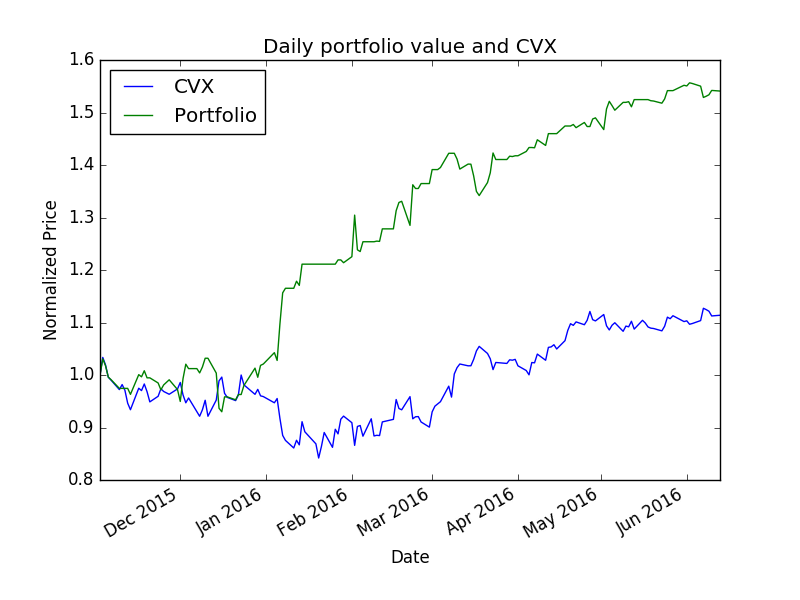 Daily portfolio value and CVX
1.6
1.5
1.4
1.3
1.2
1.1
1.0
0.9
0.8
Normalized Price
CVX
Portfolio
Dec 2015
Jan 2016
Feb 2016
Mar 2016
Apr 2016
May 2016
Jun 2016
Date